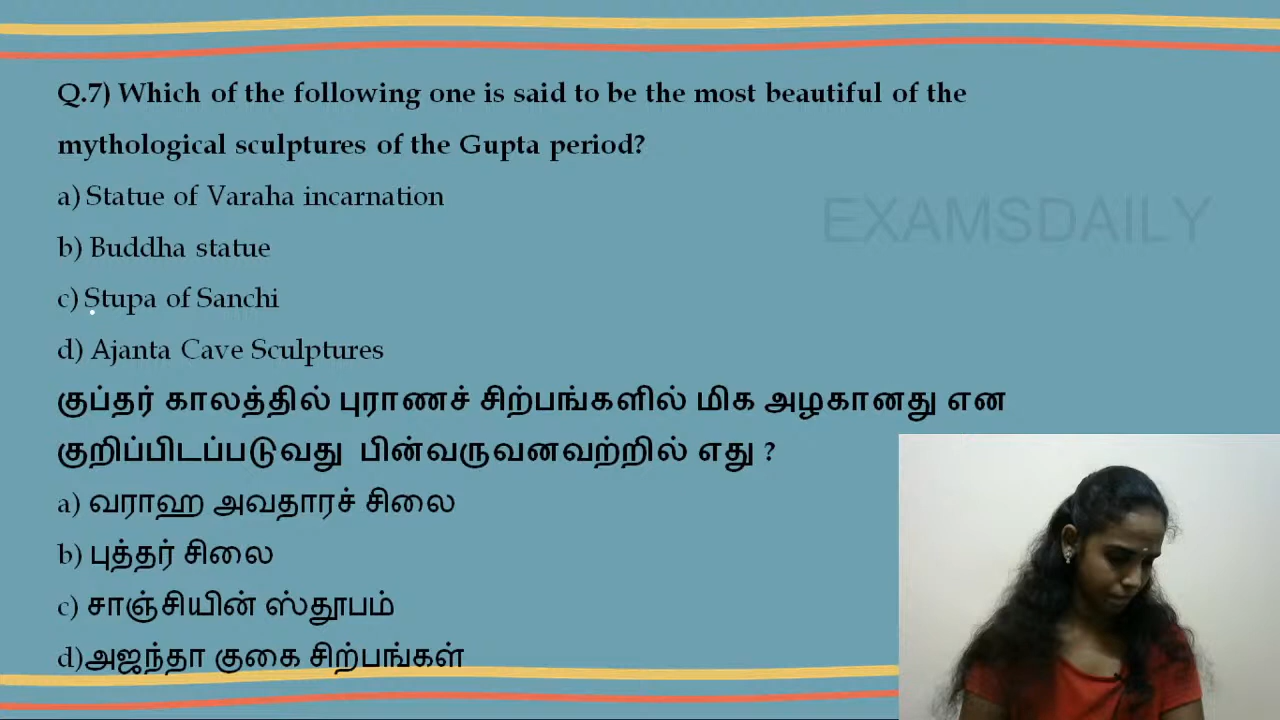 Q.7) Which of the following one is said to be the most beautiful of the
mythological sculptures of the Gupta period?
a) Statue of Varaha incarnation
EXAMSDAILY
b) Buddha statue
c) Stupa of Sanchi
d) Ajanta Cave Sculptures
குப்தர் காலத்தில் புராணச் சிற்பங்களில் மிக அழகானது என
குறிப்பிடப்படுவது பின்வருவனவற்றில் எது ?
a) வராஹ அவதாரச் சிலை
b) புத்தர் சிலை
c) சாஞ்சியின் ஸ்தூபம்
d)அஜந்தா குகை சிற்பங்கள்